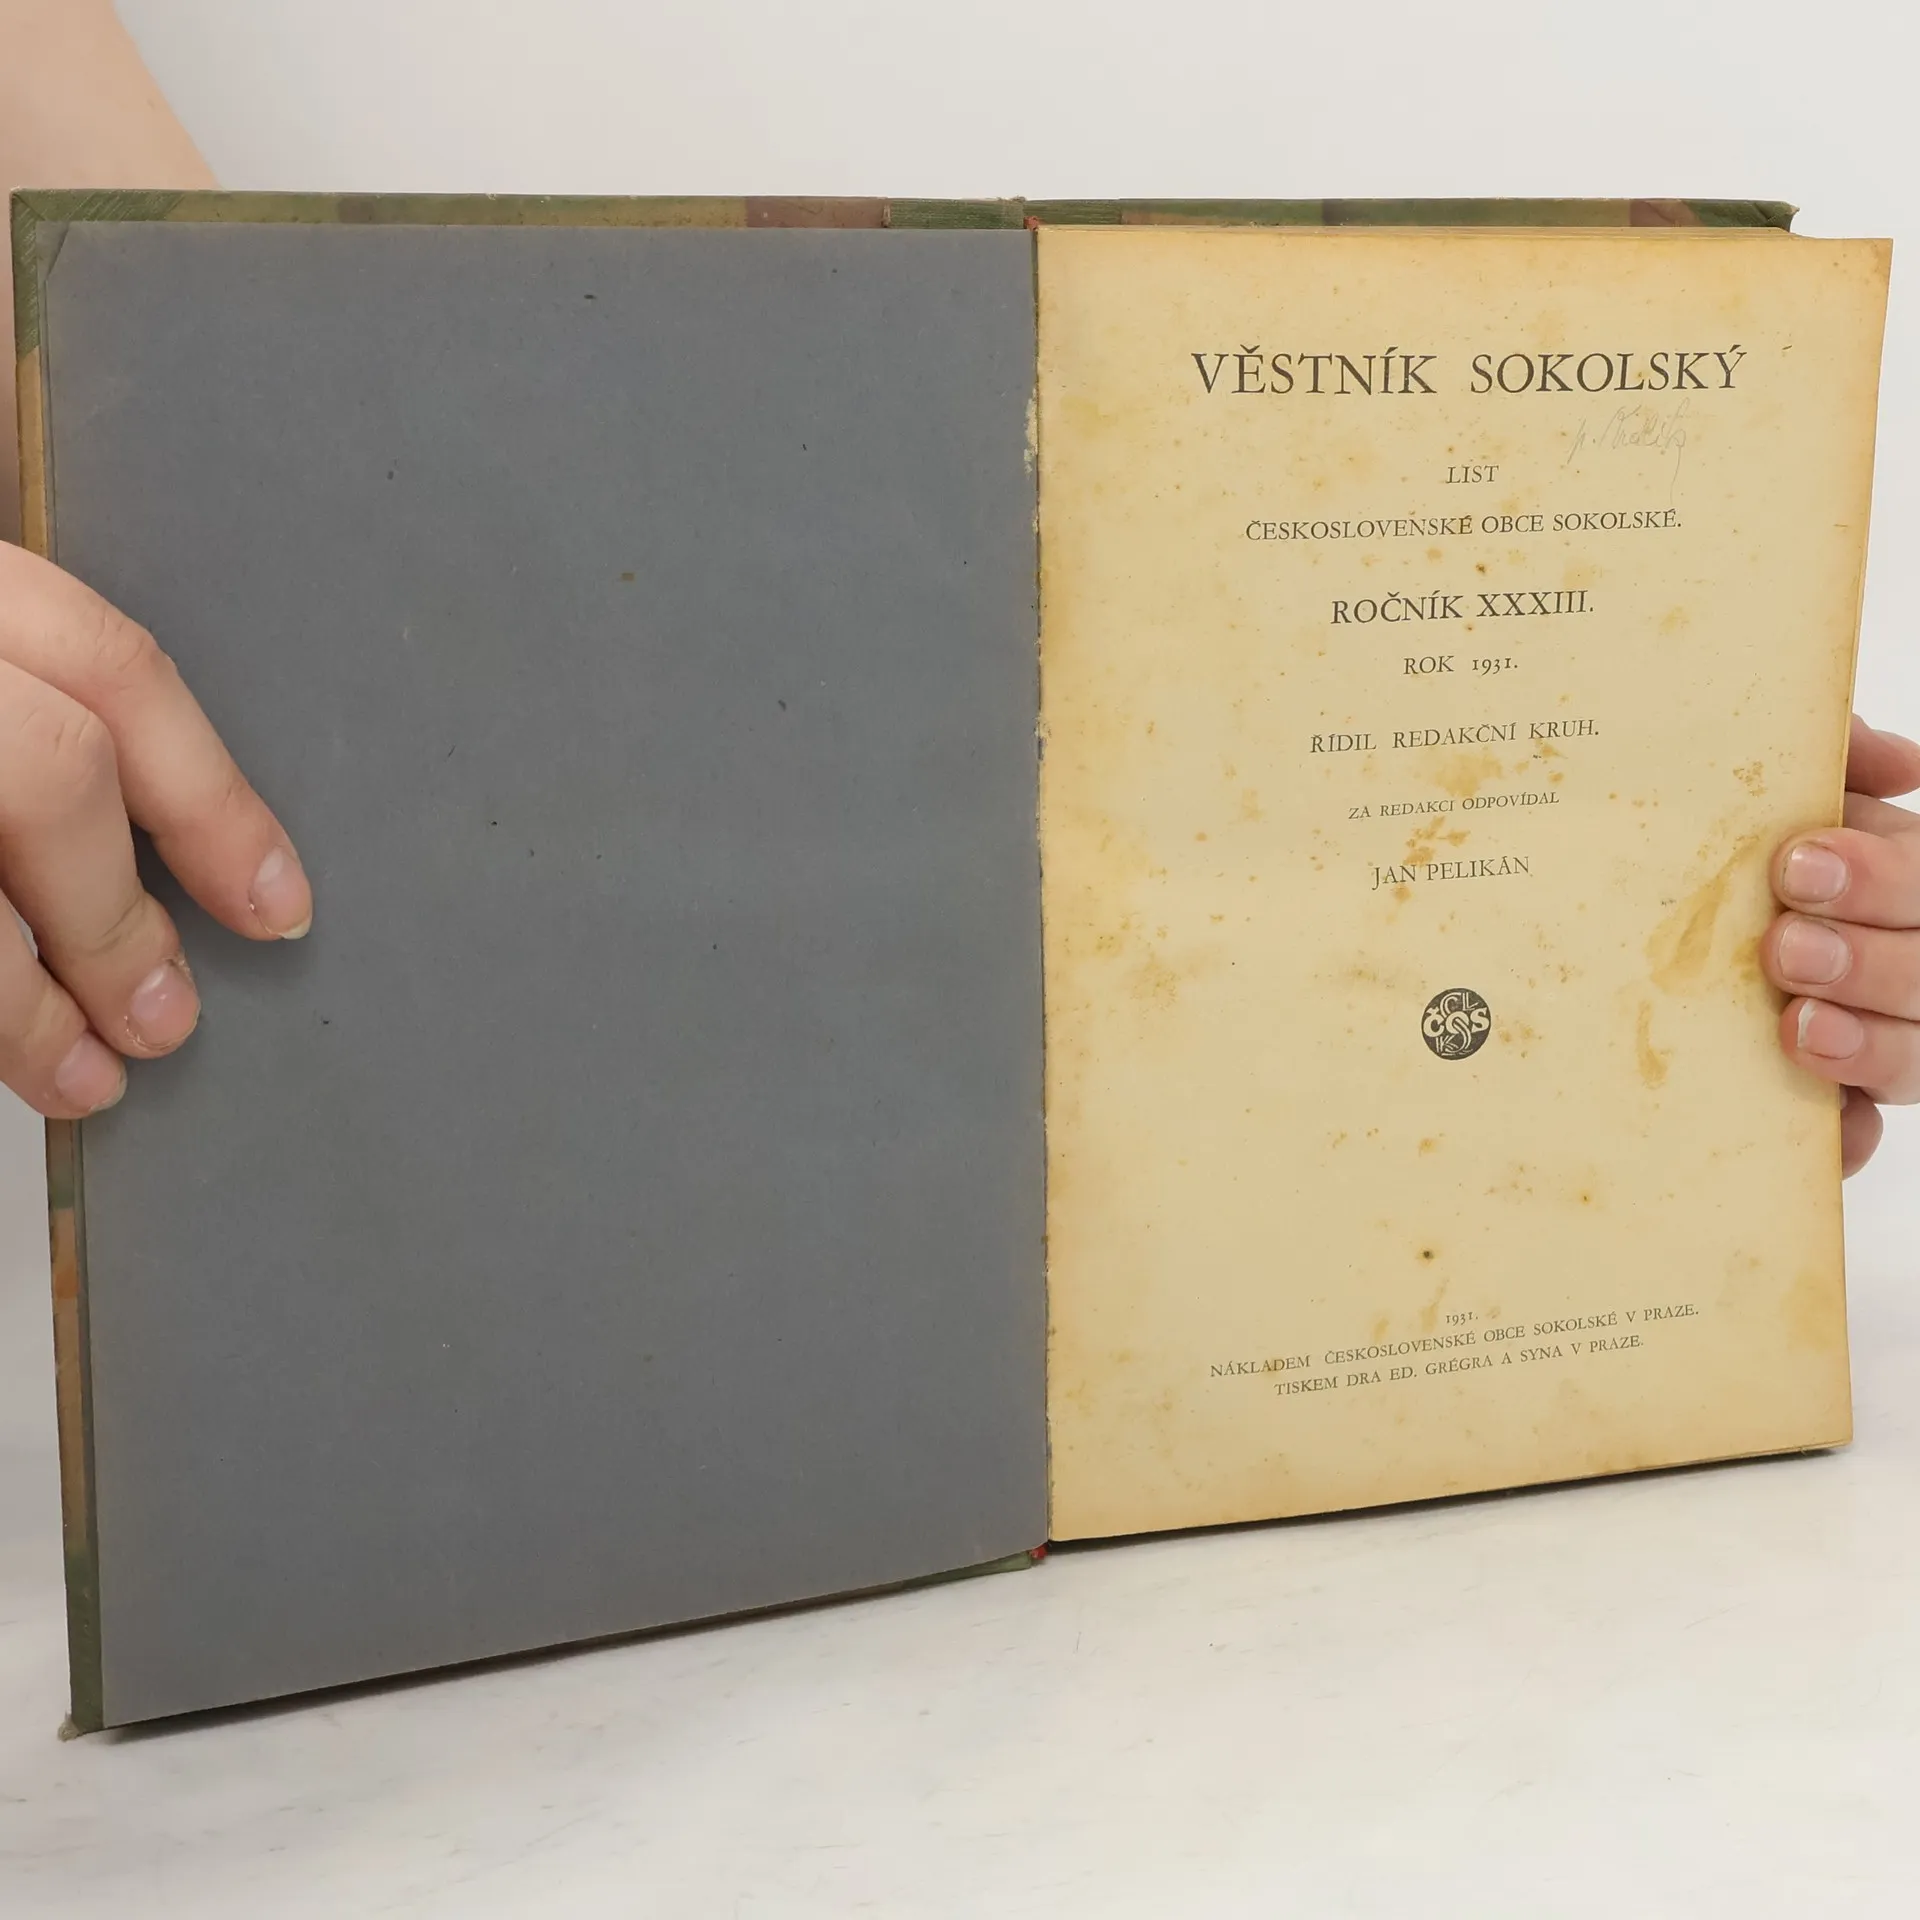 VĚSTNÍK SOKOLSKÝ
LIST
ČESKOSLOVENSKÉ OBCE SOKOLSKÉ.
ROČNÍK XXXIII.
ROK 1931.
ŘÍDIL REDAKČNÍ KRUH.
ZA REDAKCI ODPOVÍDAL
JAN PELIKÁN
ČOS
1931.
NÁKLADEM ČESKOSLOVENSKÉ OBCE SOKOLSKÉ V PRAZE.
TISKEM DRA ED. GRÉGRA A SYNA V PRAZE.